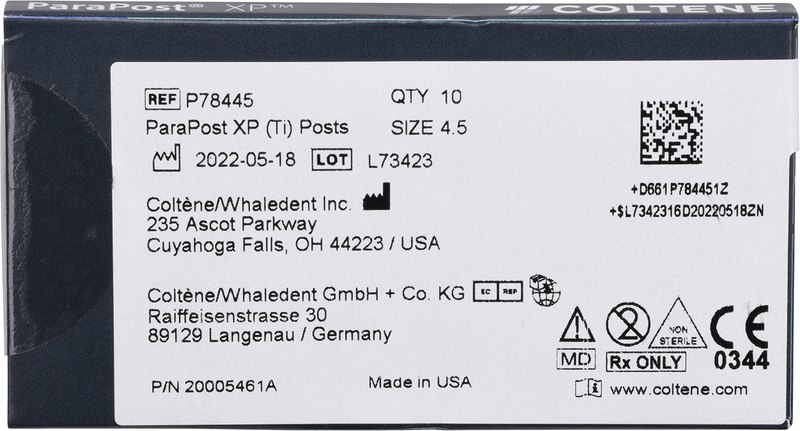 ParaPost® XP™
COLTENE
REF P78445
QTY 10
ParaPost XP (Ti) Posts
SIZE 4.5
2022-05-18 LOT L73423
+D661P784451Z
+$L7342316D20220518ZN
Coltène/Whaledent Inc.
235 Ascot Parkway
Cuyahoga Falls, OH 44223 / USA
Coltène/Whaledent GmbH + Co. KG EC REP
Raiffeisenstrasse 30
89129 Langenau / Germany
2
NON
STERILE
CE
0344
MD Rx ONLY
P/N 20005461A
Made in USA
i www.coltene.com